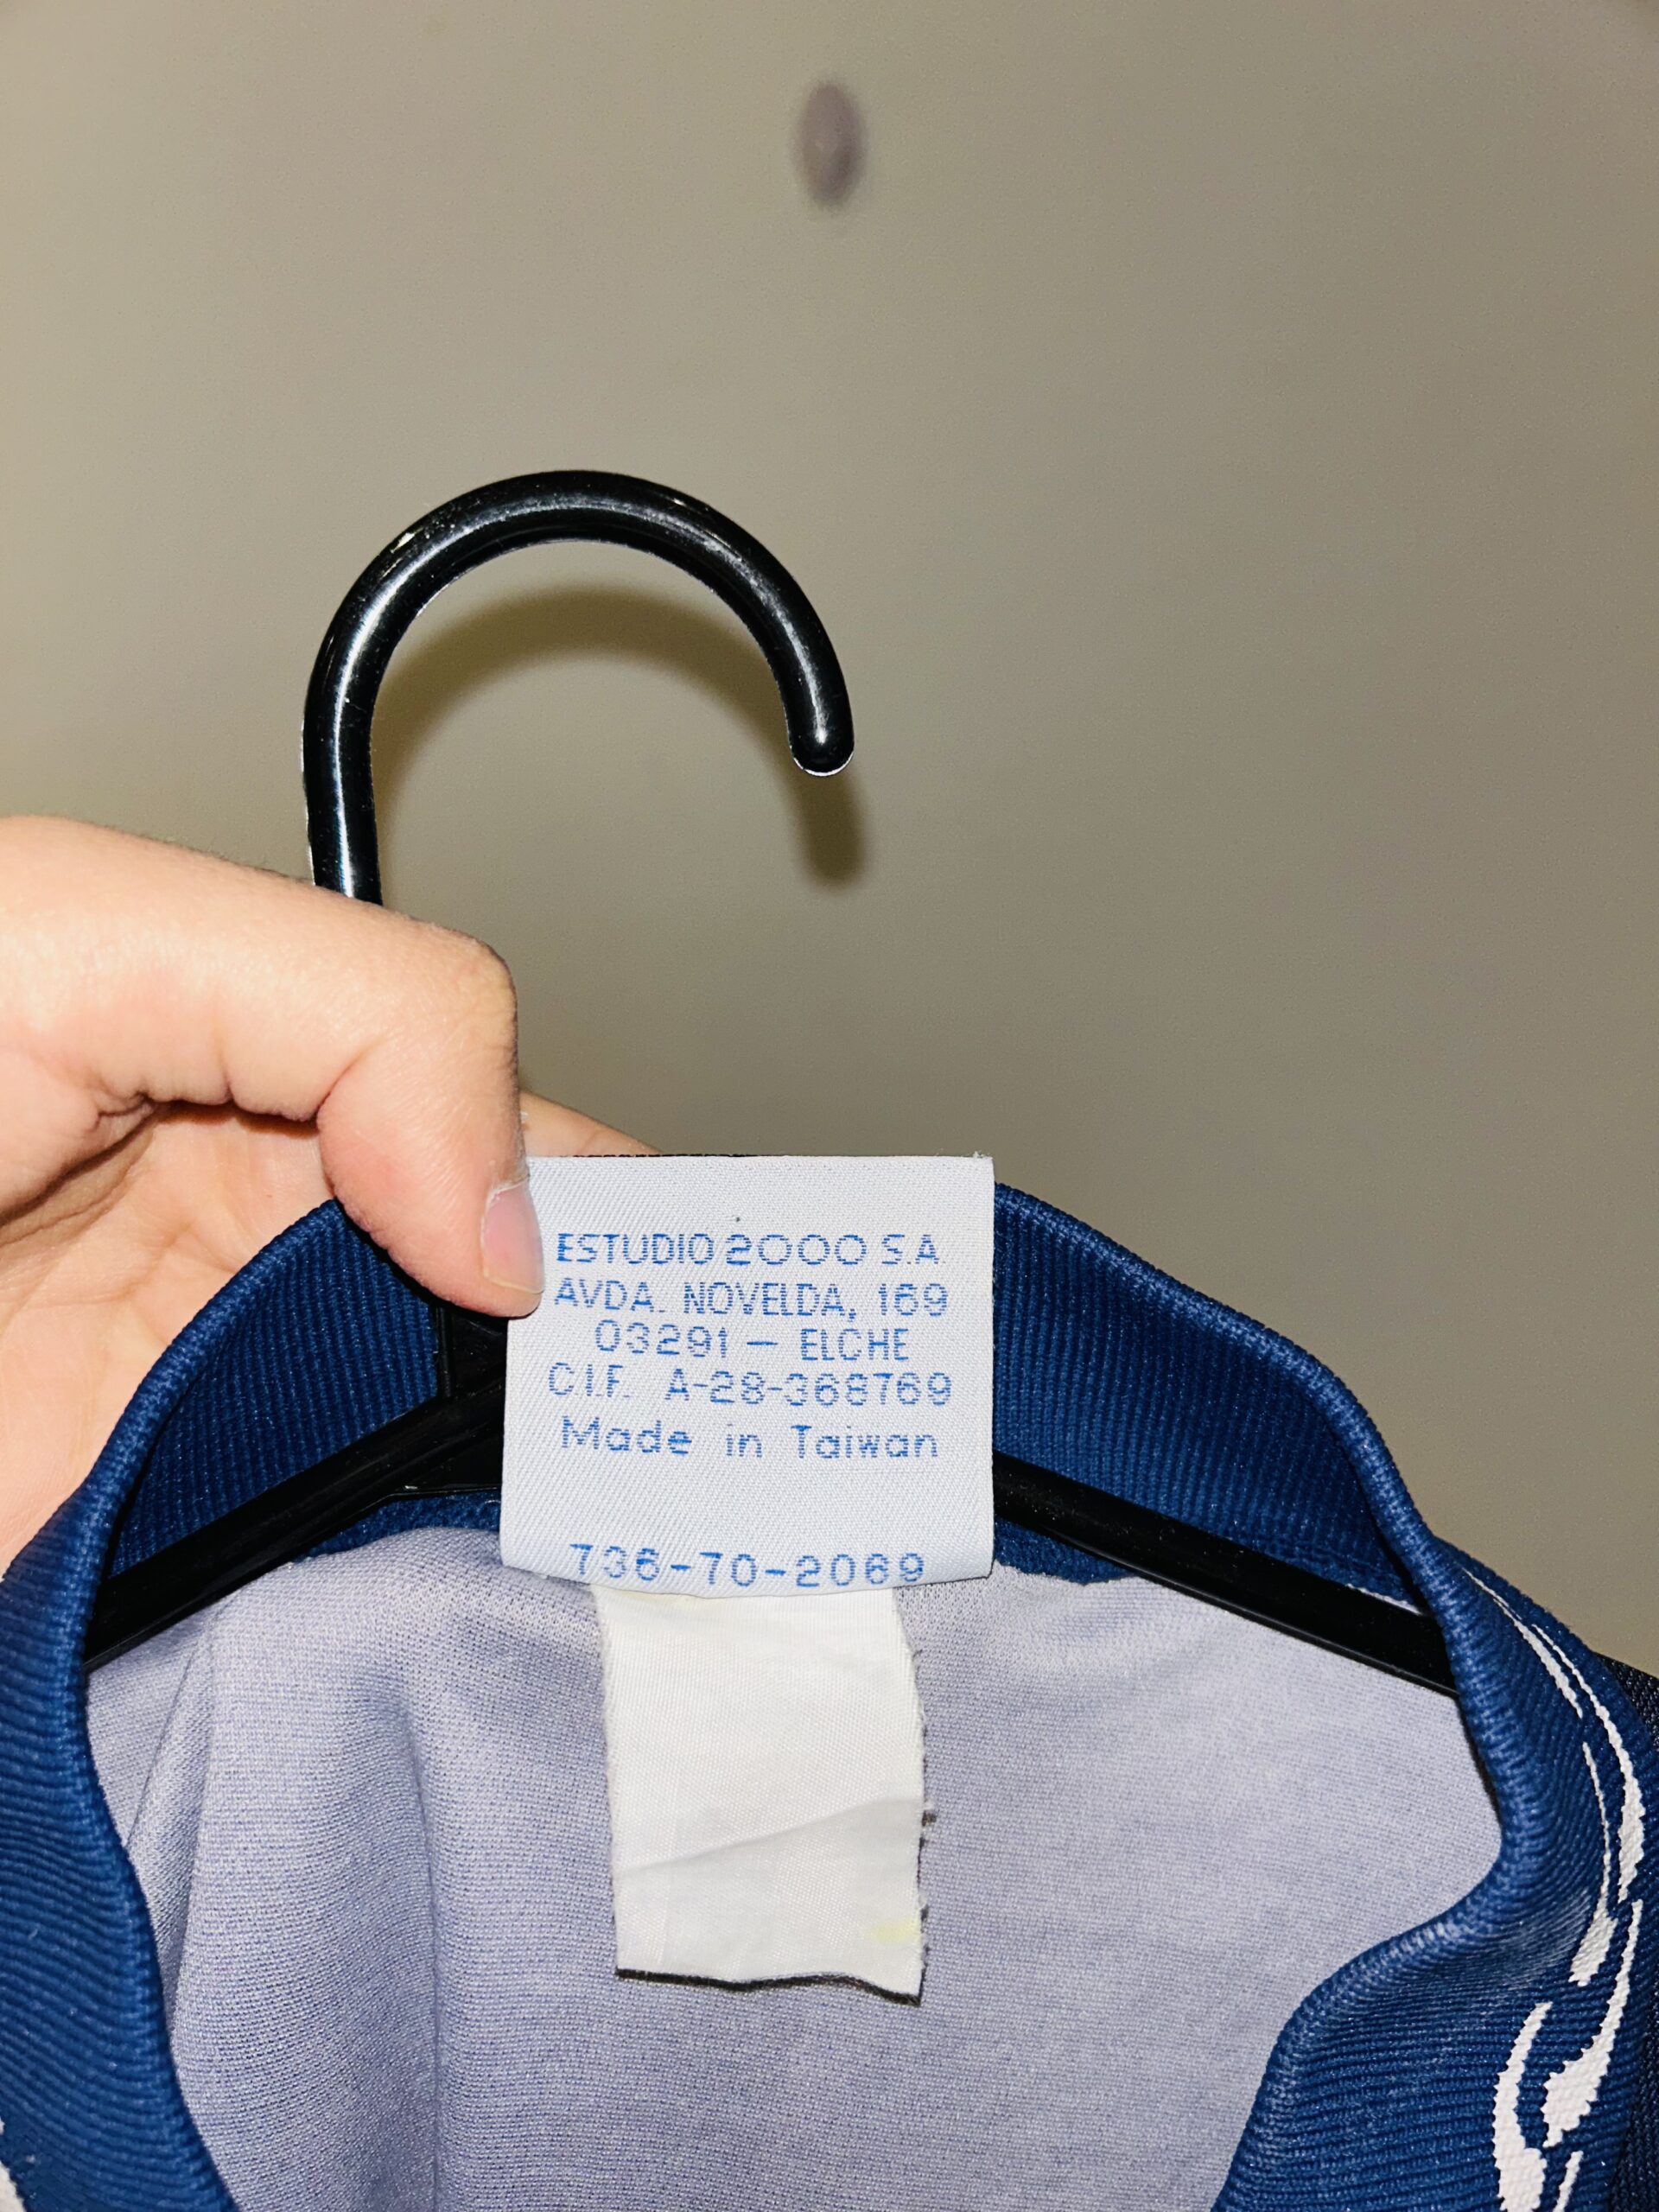 ESTUDIO 2000 S.A.
AVDA. NOVELDA, 169
03291 — ELCHE
C.I.F. A-28-368769
Made in Taiwan
736-70-2069